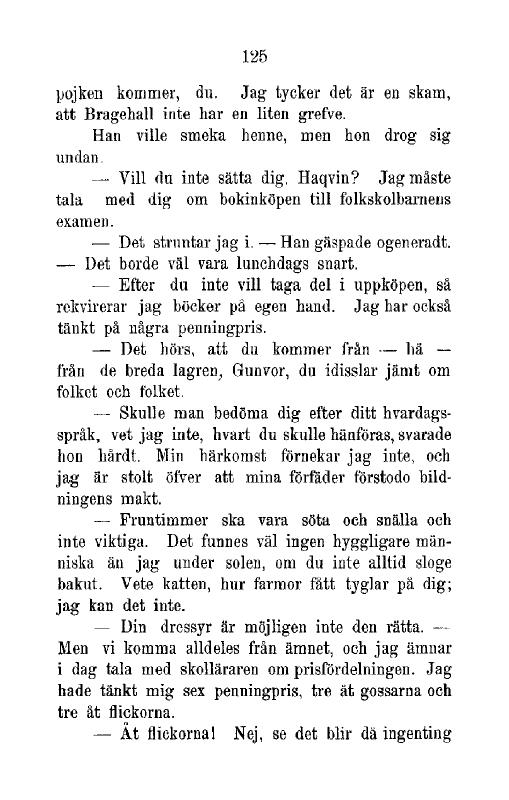 125
pojken kommer, du. Jag tycker det är en skam,
att Bragehall inte har en liten grefve.
Han ville smeka henne, men hon drog sig
undan.
— Vill du inte sätta dig, Haqvin? Jag måste
tala med dig om bokinköpen till folkskolbarnens
examen.
— Det struntar jag i. — Han gäspade ogeneradt.
— Det borde väl vara lunchdags snart.
— Efter du inte vill taga del i uppköpen, så
rekvirerar jag böcker på egen hand. Jag har också
tänkt på några penningpris.
— Det hörs, att du kommer från — hä —
från de breda lagren, Gunvor, du idisslar jämt om
folket och folket.
— Skulle man bedöma dig efter ditt hvardags-
språk, vet jag inte, hvart du skulle hänföras, svarade
hon hårdt. Min härkomst förnekar jag inte, och
jag är stolt öfver att mina förfäder förstodo bild-
ningens makt.
— Fruntimmer ska vara söta och snälla och
inte viktiga. Det funnes väl ingen hyggligare män-
niska än jag under solen, om du inte alltid sloge
bakut. Vete katten, hur farmor fått tyglar på dig;
jag kan det inte.
— Din dressyr är möjligen inte den rätta. —
Men vi komma alldeles från ämnet, och jag ämnar
i dag tala med skolläraren om prisfördelningen. Jag
hade tänkt mig sex penningpris, tre åt gossarna och
tre åt flickorna.
— Åt flickorna! Nej, se det blir då ingenting